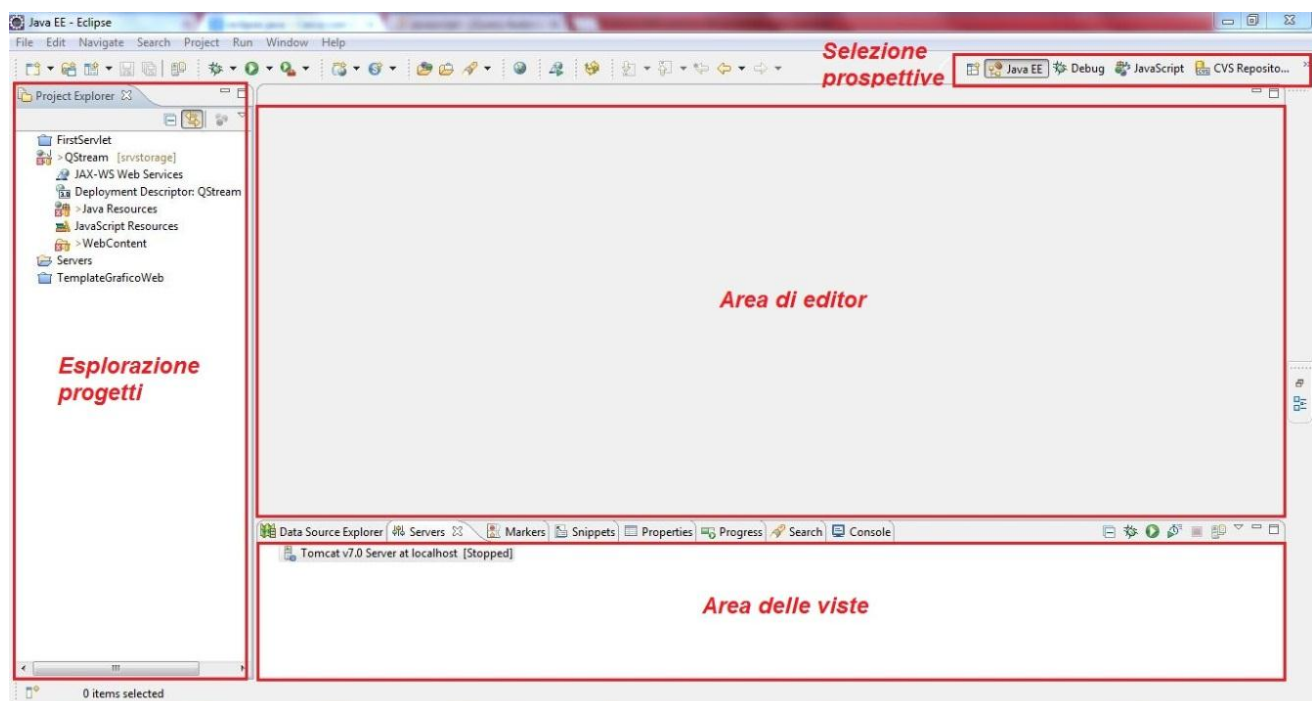 Java EE - Eclipse
File Edit Navigate Search Project Run Window Help
Selezione
prospettive
Java EE Debug JavaScript CVS Reposito...
Project Explorer
FirstServlet
>QStream [srvstorage]
JAX-WS Web Services
Deployment Descriptor: QStream
>Java Resources
JavaScript Resources
>WebContent
Servers
TemplateGraficoWeb
Esplorazione
progetti
Area di editor
Data Source Explorer Servers Markers Snippets Properties Progress Search Console
Tomcat v7.0 Server at localhost [Stopped]
Area delle viste
0 items selected